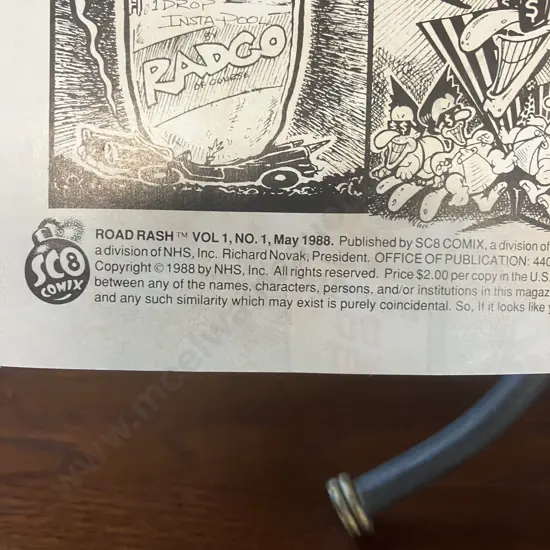 1 DROP
INSTA-POOL
BY
RADCO
OF COURSE
$
SC8
COMIX
ROAD RASH™ VOL 1, NO. 1, May 1988. Published by SC8 COMIX, a division of
a division of NHS, Inc. Richard Novak, President. OFFICE OF PUBLICATION: 440
Copyright © 1988 by NHS, Inc. All rights reserved. Price $2.00 per copy in the U.S.
between any of the names, characters, persons, and/or institutions in this magaz
and any such similarity which may exist is purely coincidental. So, If it looks like y